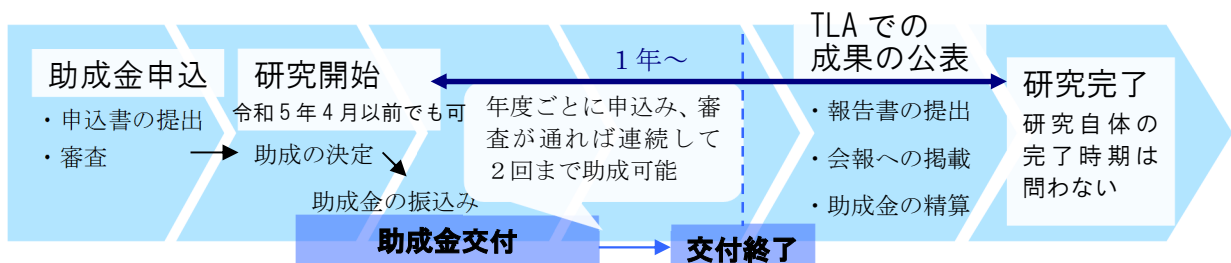 助成金申込
・申込書の提出
・審査
研究開始
令和5年4月以前でも可
助成の決定
助成金の振込み
助成金交付
1年～
年度ごとに申込み、審
査が通れば連続して
2回まで助成可能
交付終了
TLAでの
成果の公表
・報告書の提出
・会報への掲載
・助成金の精算
研究完了
研究自体の
完了時期は
問わない